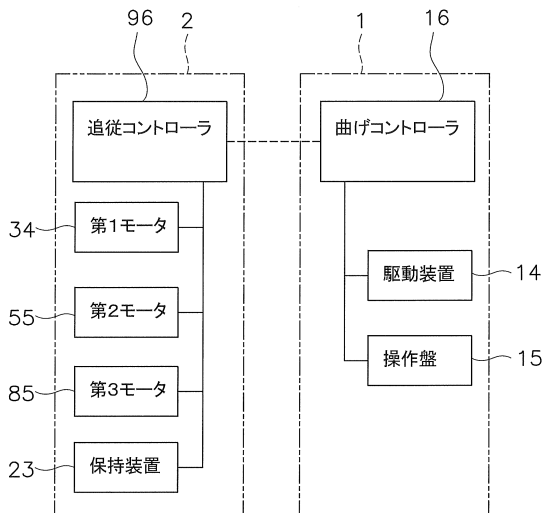 96
2
1
16
追従コントローラ
曲げコントローラ
34
第1モータ
駆動装置
14
55
第2モータ
操作盤
15
85
第3モータ
23
保持装置